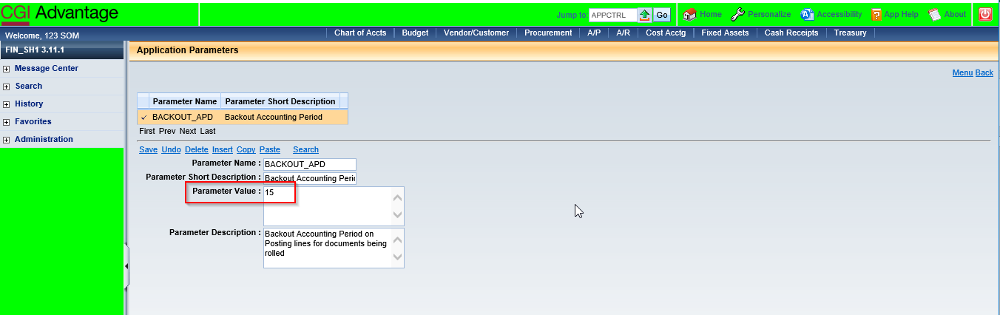 CGI Advantage
Jump to: APPCTRL Go Home Personalize Accessibility App Help About
Welcome, 123 SOM
Chart of Accts Budget Vendor/Customer Procurement A/P A/R Cost Acctg Fixed Assets Cash Receipts Treasury
FIN_SH1 3.11.1
Application Parameters
Message Center
Search
History
Favorites
Administration
Menu Back
Parameter Name Parameter Short Description
BACKOUT_APD Backout Accounting Period
First Prev Next Last
Save Undo Delete Insert Copy Paste Search
Parameter Name : BACKOUT_APD
Parameter Short Description : Backout Accounting Peri
Parameter Value : 15
Parameter Description : Backout Accounting Period on
Posting lines for documents being
rolled